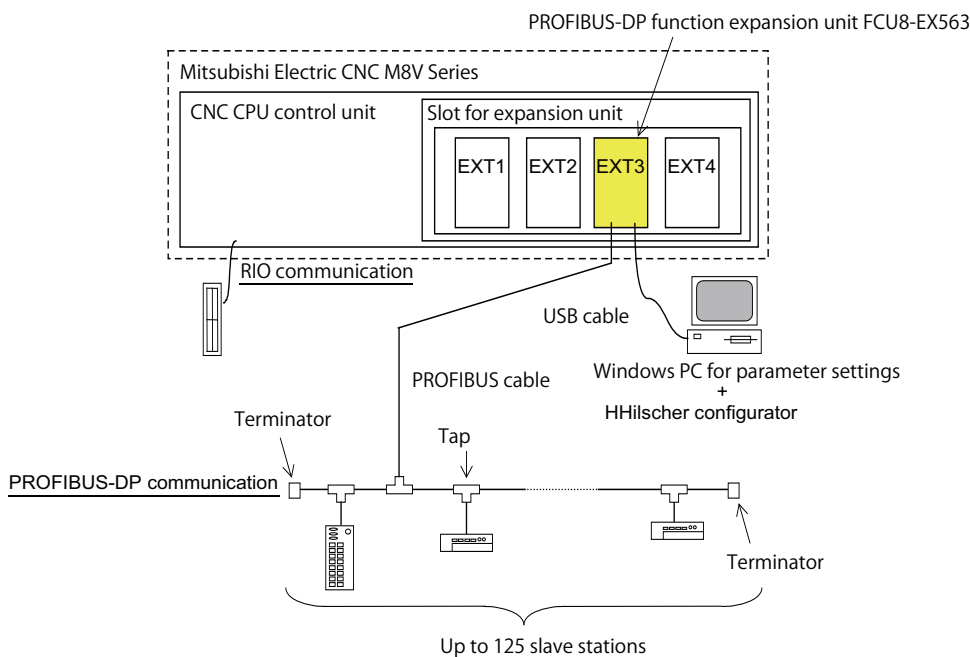 PROFIBUS-DP function expansion unit FCU8-EX563
Mitsubishi Electric CNC M8V Series
CNC CPU control unit
Slot for expansion unit
EXT1
EXT2
EXT3
EXT4
RIO communication
USB cable
Windows PC for parameter settings
+
HHilscher configurator
PROFIBUS cable
Terminator
Tap
PROFIBUS-DP communication
Terminator
Up to 125 slave stations